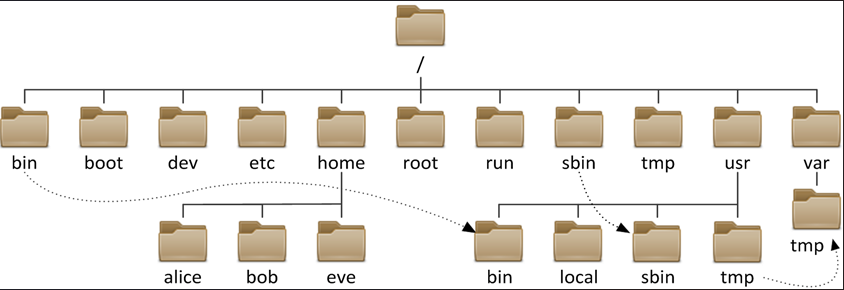 /
bin boot dev etc home root run sbin tmp usr var
tmp
alice bob eve bin local sbin tmp